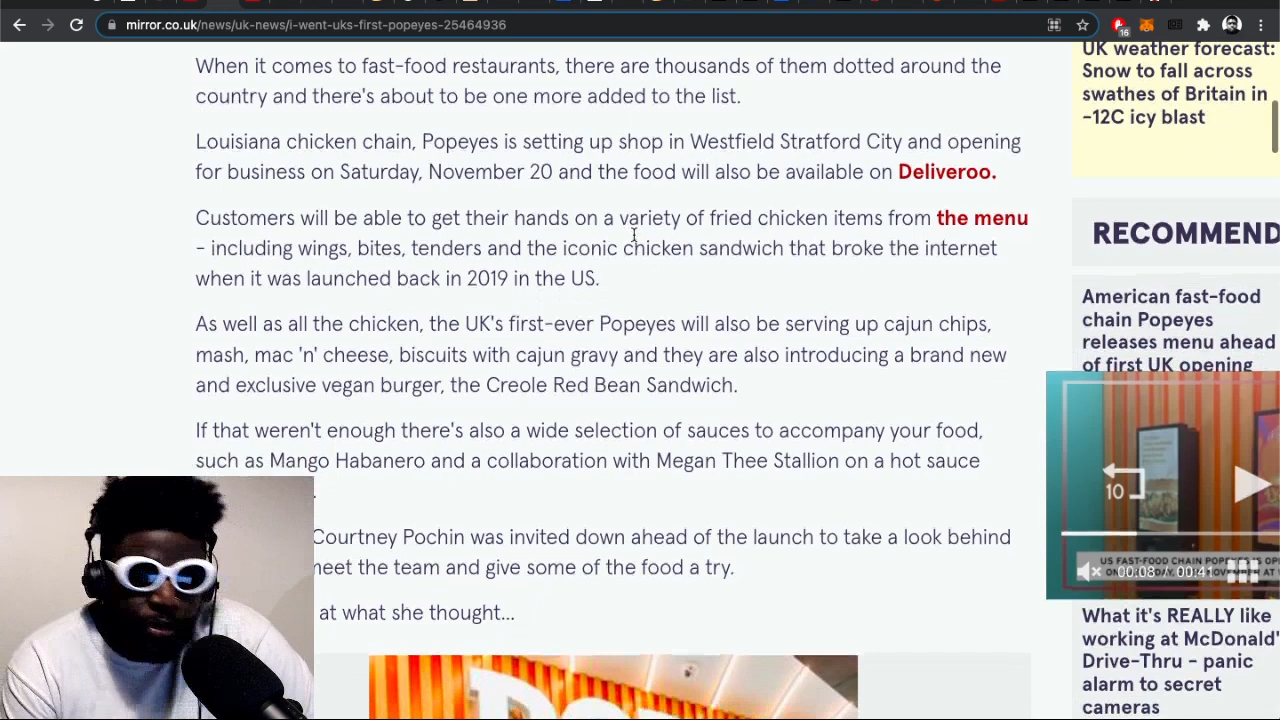 mirror.co.uk/news/uk-news/i-went-uks-first-popeyes-25464936
16
When it comes to fast-food restaurants, there are thousands of them dotted around the
country and there's about to be one more added to the list.
Louisiana chicken chain, Popeyes is setting up shop in Westfield Stratford City and opening
for business on Saturday, November 20 and the food will also be available on Deliveroo.
Customers will be able to get their hands on a variety of fried chicken items from the menu
- including wings, bites, tenders and the iconic chicken sandwich that broke the internet
when it was launched back in 2019 in the US.
As well as all the chicken, the UK's first-ever Popeyes will also be serving up cajun chips,
mash, mac 'n' cheese, biscuits with cajun gravy and they are also introducing a brand new
and exclusive vegan burger, the Creole Red Bean Sandwich.
If that weren't enough there's also a wide selection of sauces to accompany your food,
such as Mango Habanero and a collaboration with Megan Thee Stallion on a hot sauce
.
Courtney Pochin was invited down ahead of the launch to take a look behind
meet the team and give some of the food a try.
at what she thought...
UK weather forecast:
Snow to fall across
swathes of Britain in
-12C icy blast
RECOMMEND
American fast-food
chain Popeyes
releases menu ahead
of first UK opening
10
US FAST-FOOD CHAIN POPEYES IS
00:08 / 00:41
What it's REALLY like
working at McDonald'
Drive-Thru - panic
alarm to secret
cameras